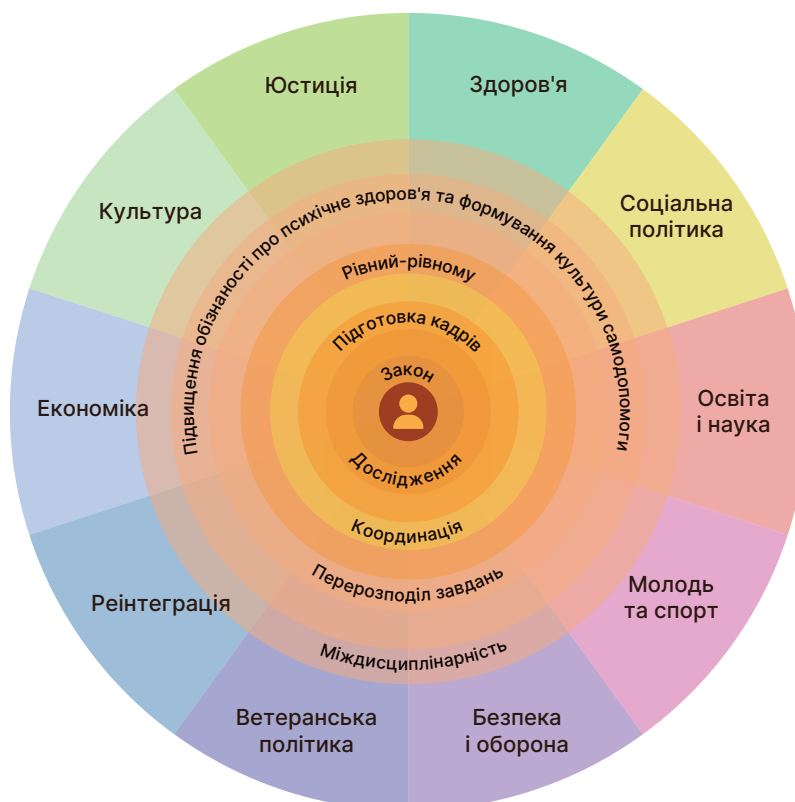 Юстиція
Здоров'я
Культура
Соціальна
політика
Підвищення обізнаності про психічне здоров'я та формування культури самодопомоги
Рівний-рівному
Підготовка кадрів
Закон
Економіка
Освіта
і наука
Дослідження
Координація
Перерозподіл завдань
Міждисциплінарність
Реінтеграція
Молодь
та спорт
Ветеранська
політика
Безпека
і оборона